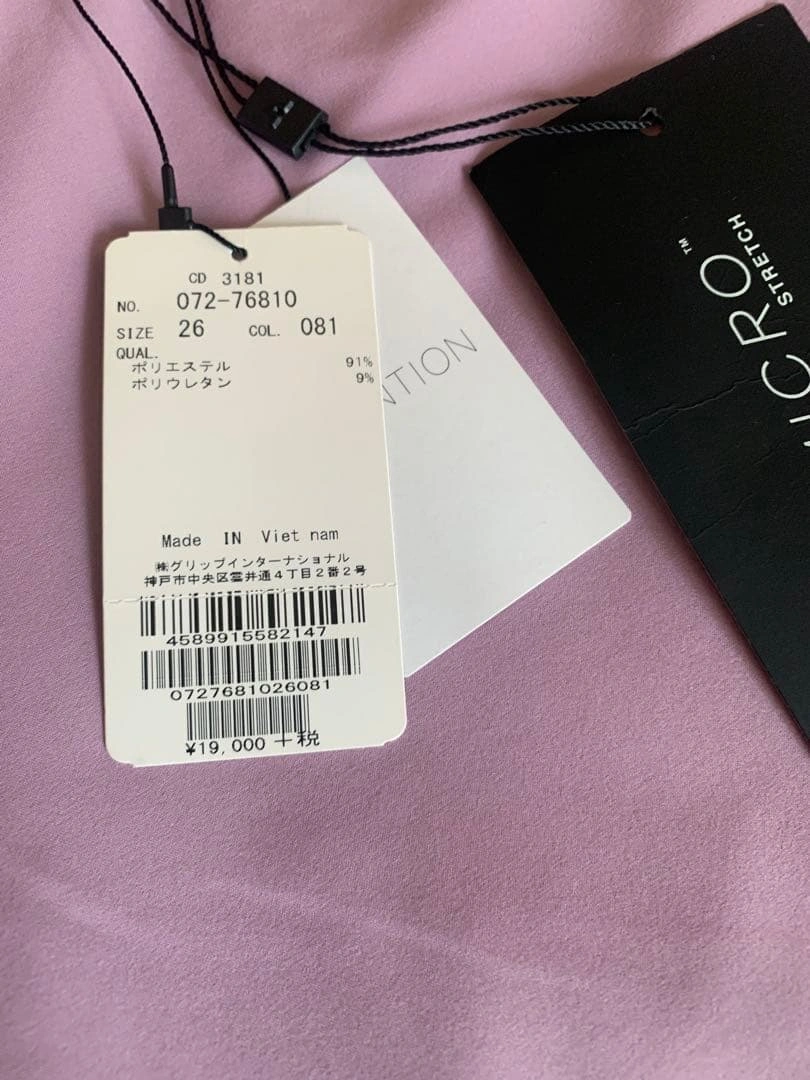 CD 3181
NO. 072-76810
SIZE 26 COL. 081
QUAL.
ポリエステル 91%
ポリウレタン 9%
Made IN Viet nam
㈱グリップインターナショナル
神戸市中央区雲井通4丁目2番2号
4589915582147
0727681026081
¥19,000 +税
NTION
ICRO™
STRETCH